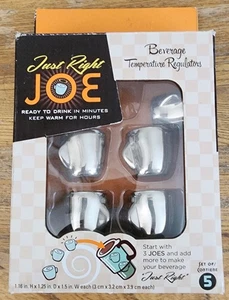 Just Right
JOE
READY TO DRINK IN MINUTES
KEEP WARM FOR HOURS
Beverage
Temperature Regulators
Start with
3 JOES and add
more to make
your beverage
Just Right
SET OF/
5
1.18 in. H x 1.25 in. D x 1.5 in. W each (3 cm x 3.2 cm x 3.9 cm each)